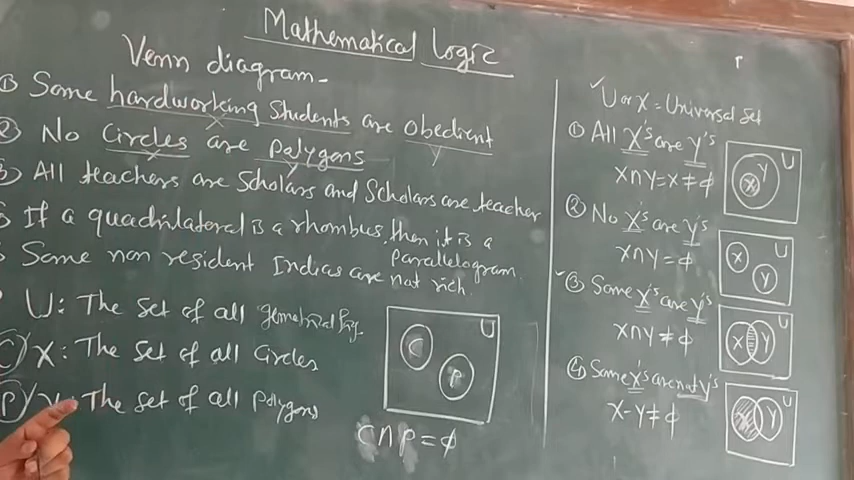 Mathematical Logic
Venn diagram-
① Some hardworking Students are obedient
X Y
② No Circles are polygons
X Y
3) All teachers are Scholars and Scholars are teacher
If a quadrilateral is a rhombus, then it is a
parallelogram.
Some non resident Indias are not rich.
U: The Set of all
C X: The Set of all Circles
P Y: The Set of all polygons
U
C
P
C∩P=φ
✓U or X = Universal Set
① All X's are Y's
X∩Y=X≠φ
U
Y
X
② No X's are Y's
X∩Y=φ
U
X
Y
✓③ Some X's are Y's
X∩Y≠φ
U
X Y
④ Some X's are not Y's
X-Y≠φ
U
X Y